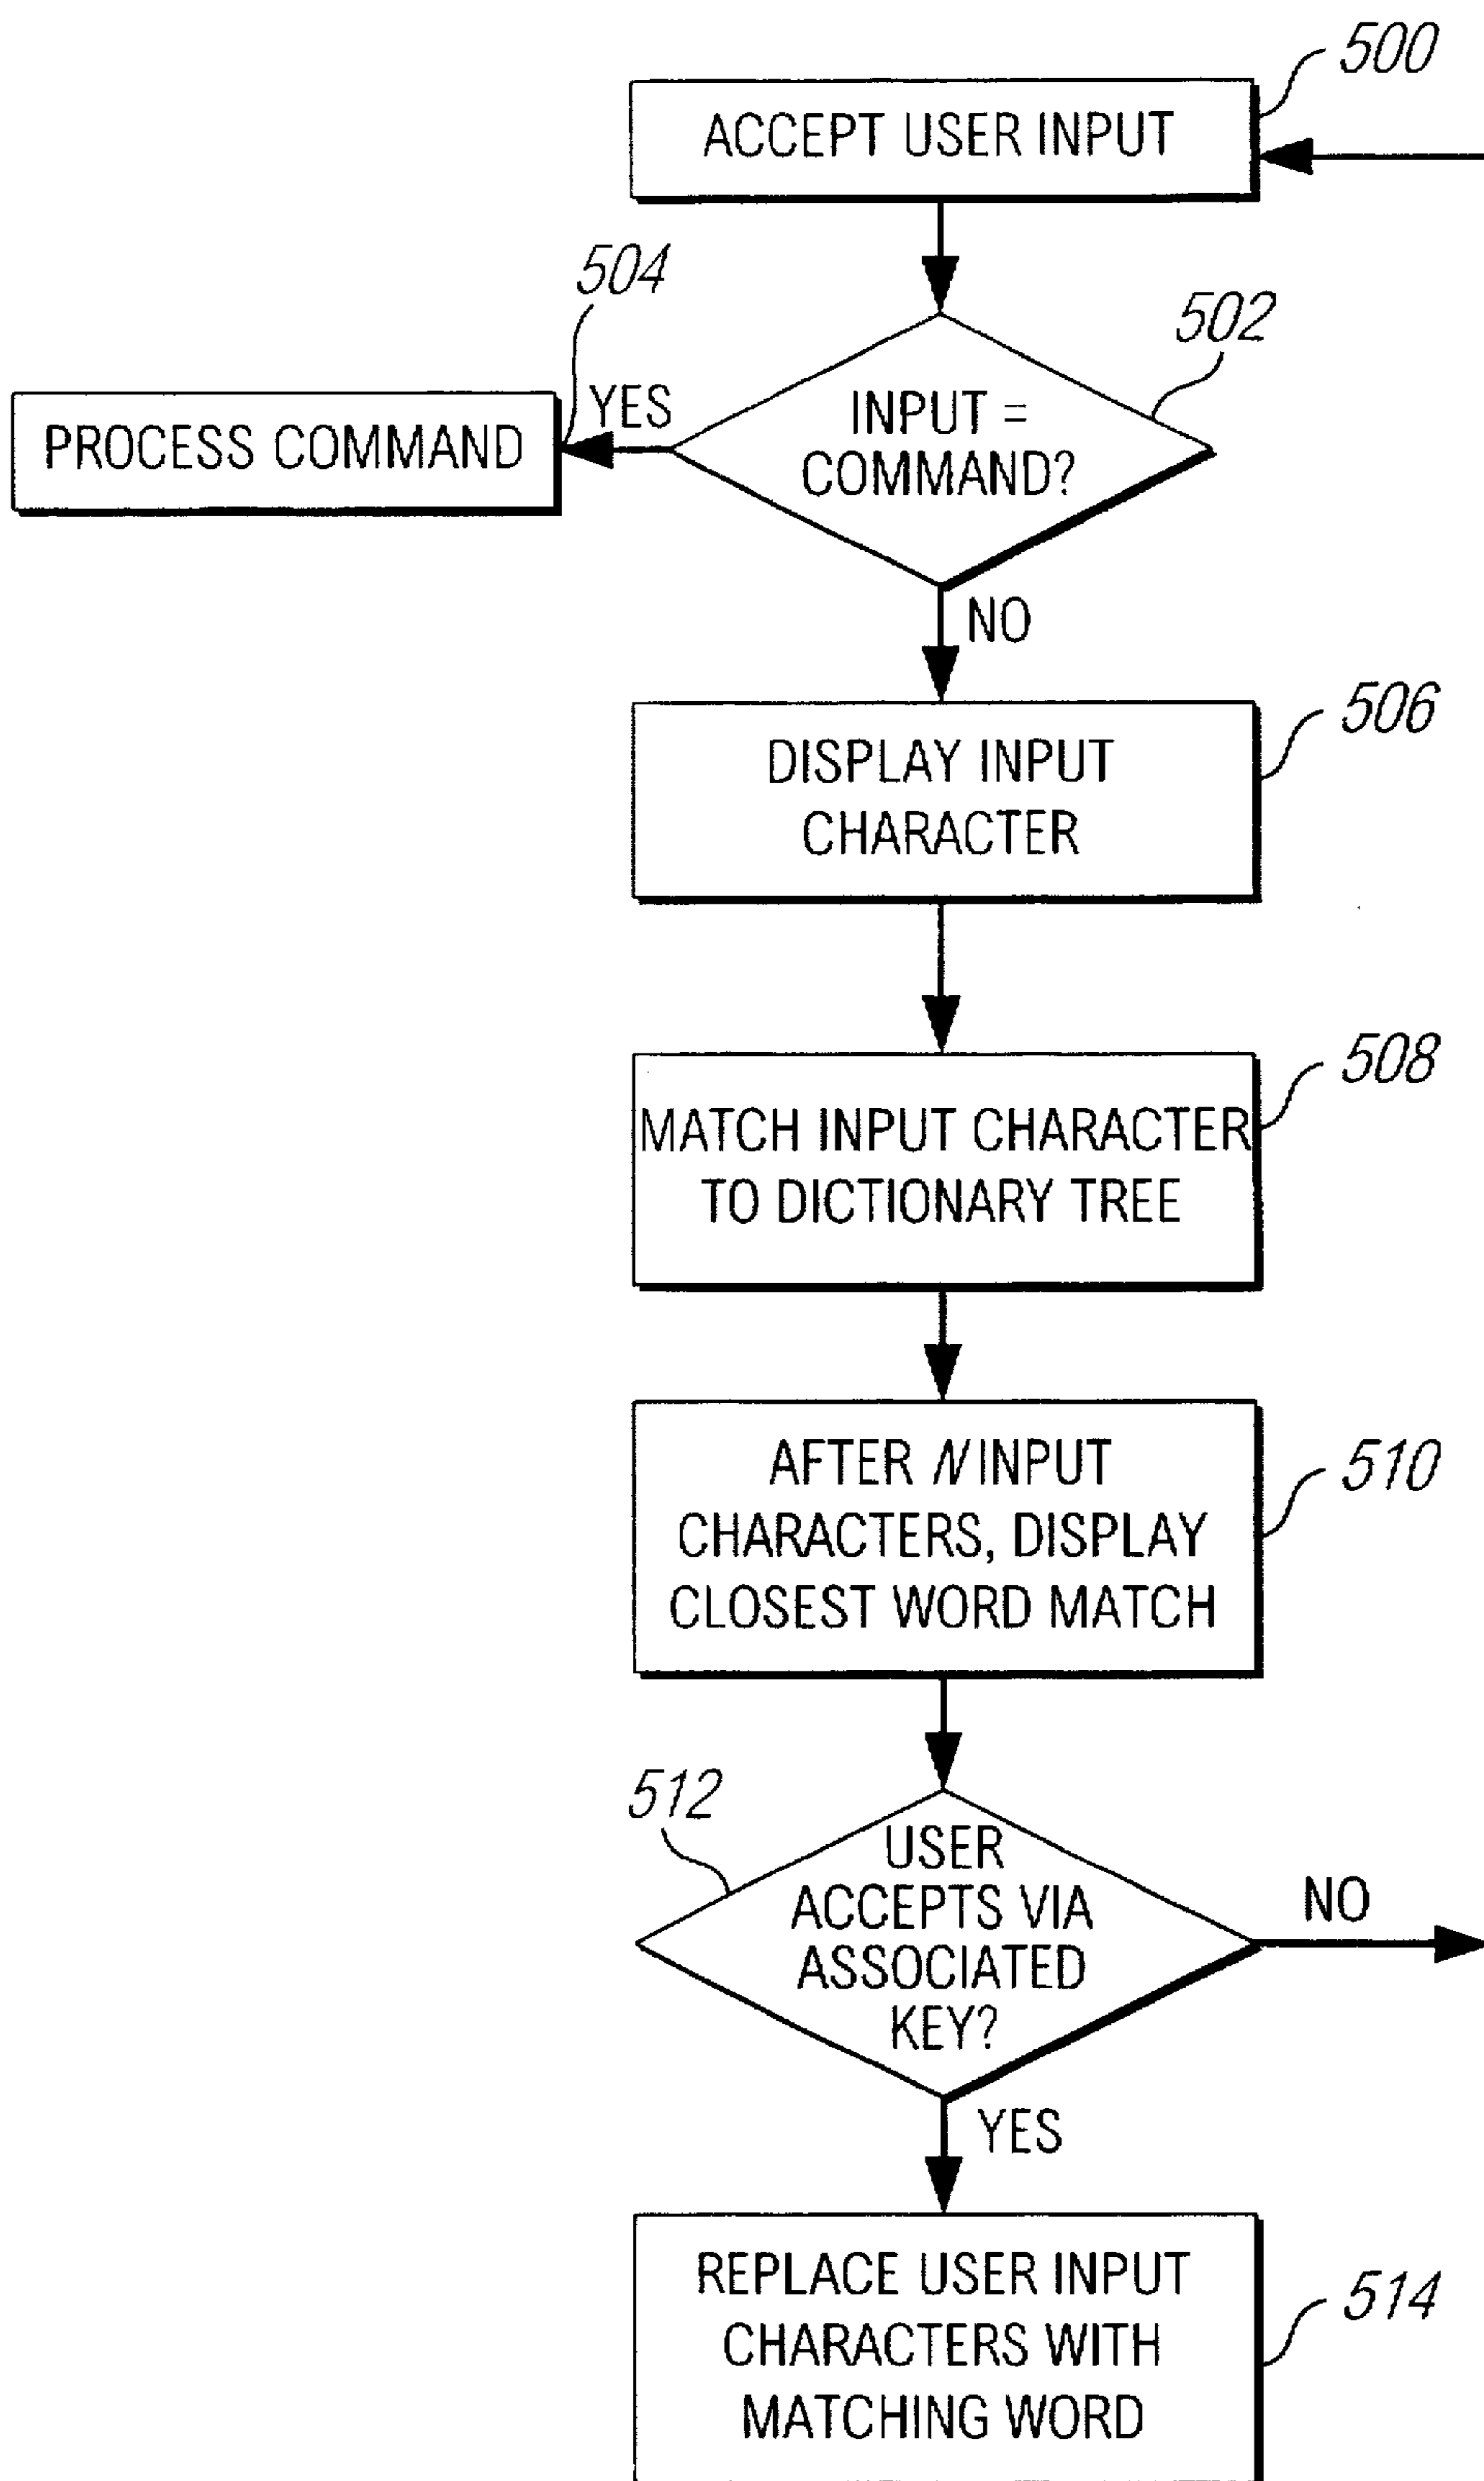 500
ACCEPT USER INPUT
504
502
YES
INPUT =
COMMAND?
PROCESS COMMAND
NO
506
DISPLAY INPUT
CHARACTER
508
MATCH INPUT CHARACTER
TO DICTIONARY TREE
510
AFTER N INPUT
CHARACTERS, DISPLAY
CLOSEST WORD MATCH
512
USER
ACCEPTS VIA
ASSOCIATED
KEY?
NO
YES
514
REPLACE USER INPUT
CHARACTERS WITH
MATCHING WORD